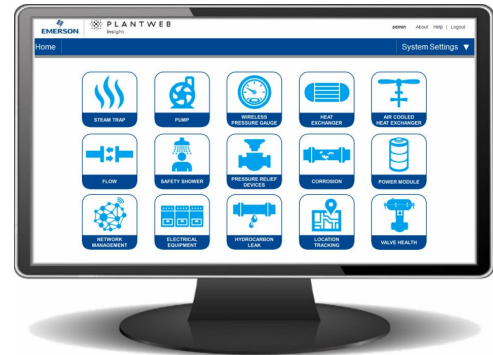 EMERSON
PLANTWEB
Insight
admin About Help | Logout
Home
System Settings ▼
STEAM TRAP
PUMP
WIRELESS
PRESSURE GAUGE
HEAT
EXCHANGER
AIR COOLED
HEAT EXCHANGER
FLOW
SAFETY SHOWER
PRESSURE RELIEF
DEVICES
CORROSION
POWER MODULE
NETWORK
MANAGEMENT
ELECTRICAL
EQUIPMENT
HYDROCARBON
LEAK
LOCATION
TRACKING
VALVE HEALTH